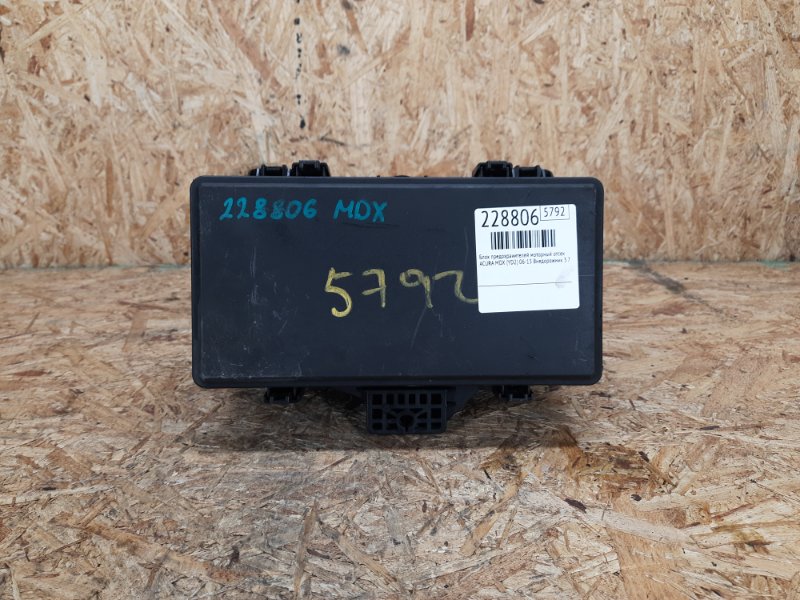 228806 MDX
5792
228806 5792
Блок предохранителей моторный отсек
ACURA MDX (YD2) 06-13 Внедорожник 3.7